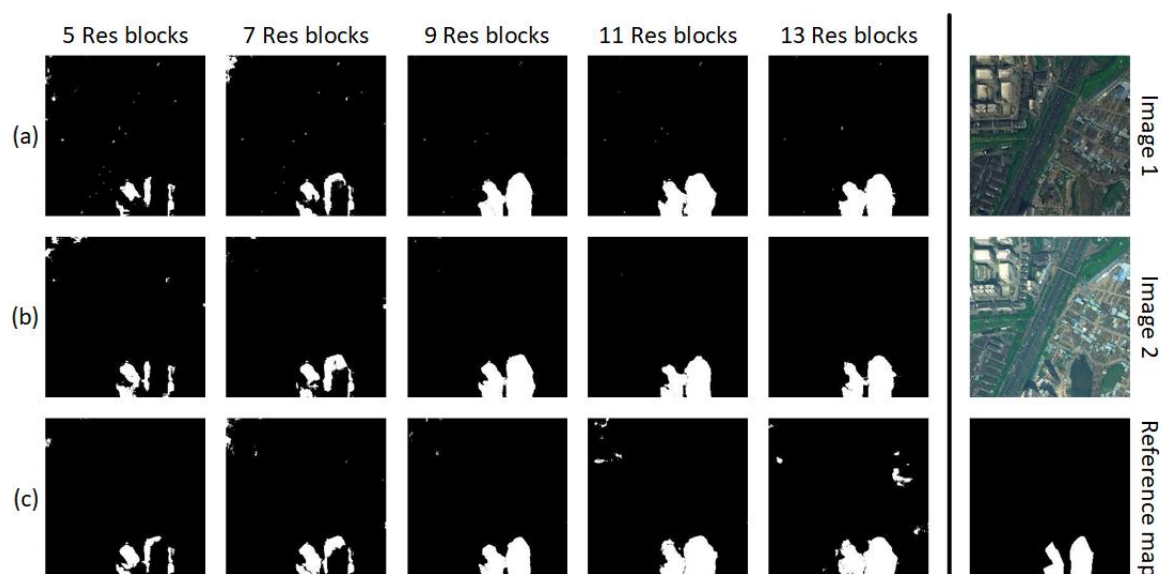 5 Res blocks 7 Res blocks 9 Res blocks 11 Res blocks 13 Res blocks
(a)
Image 1
(b)
Image 2
(c)
Reference map